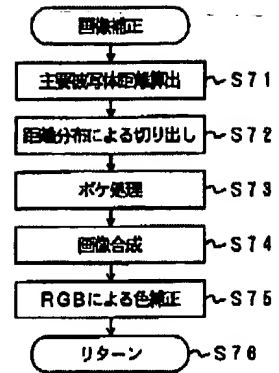 画像補正
主要被写体距離算出 S71
距離分布による切り出し S72
ボケ処理 S73
画像合成 S74
RGBによる色補正 S75
リターン S76